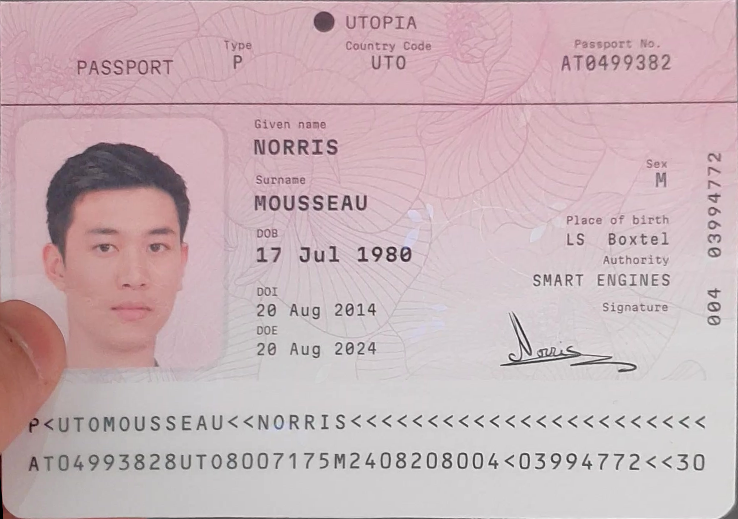 UTOPIA
PASSPORT
Type
P
Country Code
UTO
Passport No.
AT0499382
Given name
NORRIS
Surname
MOUSSEAU
DOB
17 Jul 1980
DOI
20 Aug 2014
DOE
20 Aug 2024
Sex
M
Place of birth
LS Boxtel
Authority
SMART ENGINES
Signature
Norris
004 03994772
P<UTOMOUSSEAU<<NORRIS<<<<<<<<<<<<<<<<<<<<<<<
AT04993828UTO8007175M2408208004<03994772<<30